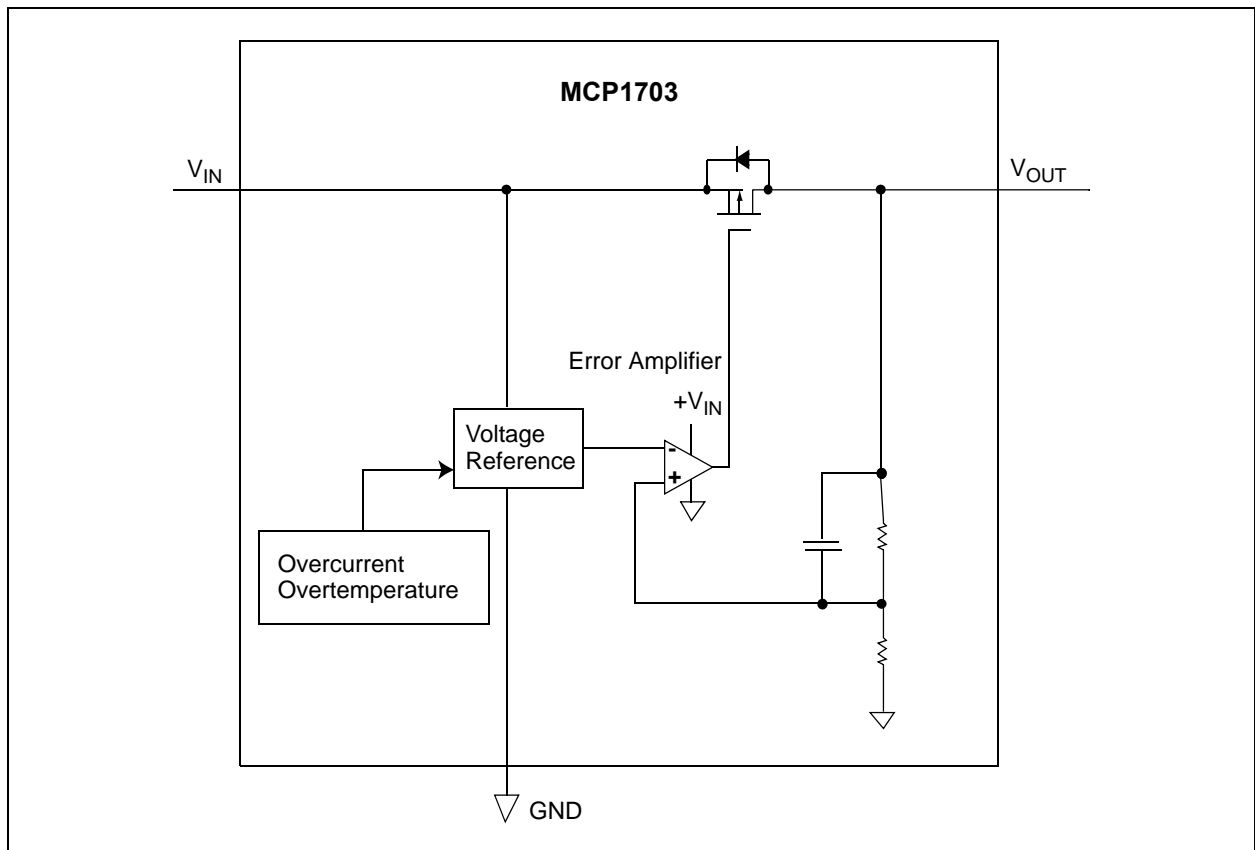 MCP1703
VIN
VOUT
Error Amplifier
+VIN
Voltage
Reference
-
+
Overcurrent
Overtemperature
GND